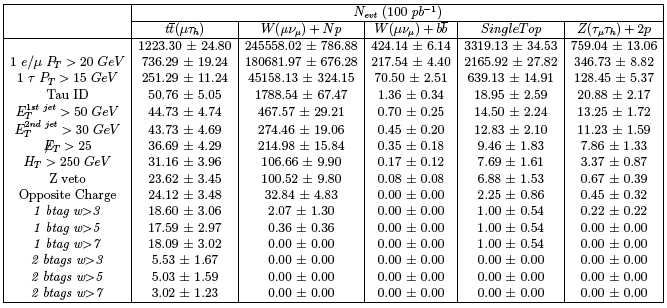 N_evt (100 pb⁻¹)
tt̄(μτ_h) W(μν_μ) + Np W(μν_μ) + bb̄ SingleTop Z(τ_μτ_h) + 2p
1223.30 ± 24.80 245558.02 ± 786.88 424.14 ± 6.14 3319.13 ± 34.53 759.04 ± 13.06
1 e/μ P_T > 20 GeV 736.29 ± 19.24 180681.97 ± 676.28 217.54 ± 4.40 2165.92 ± 27.82 346.73 ± 8.82
1 τ P_T > 15 GeV 251.29 ± 11.24 45158.13 ± 324.15 70.50 ± 2.51 639.13 ± 14.91 128.45 ± 5.37
Tau ID 50.76 ± 5.05 1788.54 ± 67.47 1.36 ± 0.34 18.95 ± 2.59 20.88 ± 2.17
E_T^{1st jet} > 50 GeV 44.73 ± 4.74 467.57 ± 29.21 0.70 ± 0.25 14.50 ± 2.24 13.25 ± 1.72
E_T^{2nd jet} > 30 GeV 43.73 ± 4.69 274.46 ± 19.06 0.45 ± 0.20 12.83 ± 2.10 11.23 ± 1.59
E̸_T > 25 36.69 ± 4.29 214.98 ± 15.84 0.35 ± 0.18 9.46 ± 1.83 7.86 ± 1.33
H_T > 250 GeV 31.16 ± 3.96 106.66 ± 9.90 0.17 ± 0.12 7.69 ± 1.61 3.37 ± 0.87
Z veto 23.62 ± 3.45 100.52 ± 9.80 0.08 ± 0.08 6.88 ± 1.53 0.67 ± 0.39
Opposite Charge 24.12 ± 3.48 32.84 ± 4.83 0.00 ± 0.00 2.25 ± 0.86 0.45 ± 0.32
1 btag w>3 18.60 ± 3.06 2.07 ± 1.30 0.00 ± 0.00 1.00 ± 0.54 0.22 ± 0.22
1 btag w>5 17.59 ± 2.97 0.36 ± 0.36 0.00 ± 0.00 1.00 ± 0.54 0.00 ± 0.00
1 btag w>7 18.09 ± 3.02 0.00 ± 0.00 0.00 ± 0.00 1.00 ± 0.54 0.00 ± 0.00
2 btags w>3 5.53 ± 1.67 0.00 ± 0.00 0.00 ± 0.00 0.00 ± 0.00 0.00 ± 0.00
2 btags w>5 5.03 ± 1.59 0.00 ± 0.00 0.00 ± 0.00 0.00 ± 0.00 0.00 ± 0.00
2 btags w>7 3.02 ± 1.23 0.00 ± 0.00 0.00 ± 0.00 0.00 ± 0.00 0.00 ± 0.00